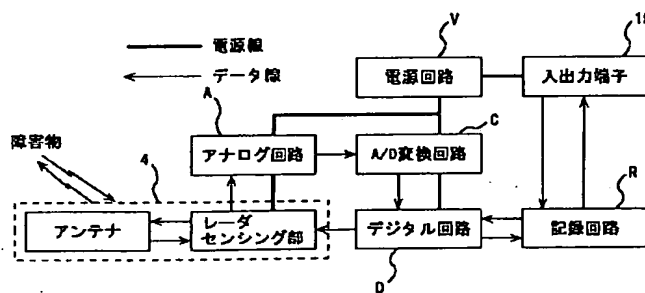 電源線
データ線
V
電源回路
入出力端子
A
C
アナログ回路
A/D変換回路
障害物
4
R
アンテナ
レーダ
センシング部
デジタル回路
記録回路
D